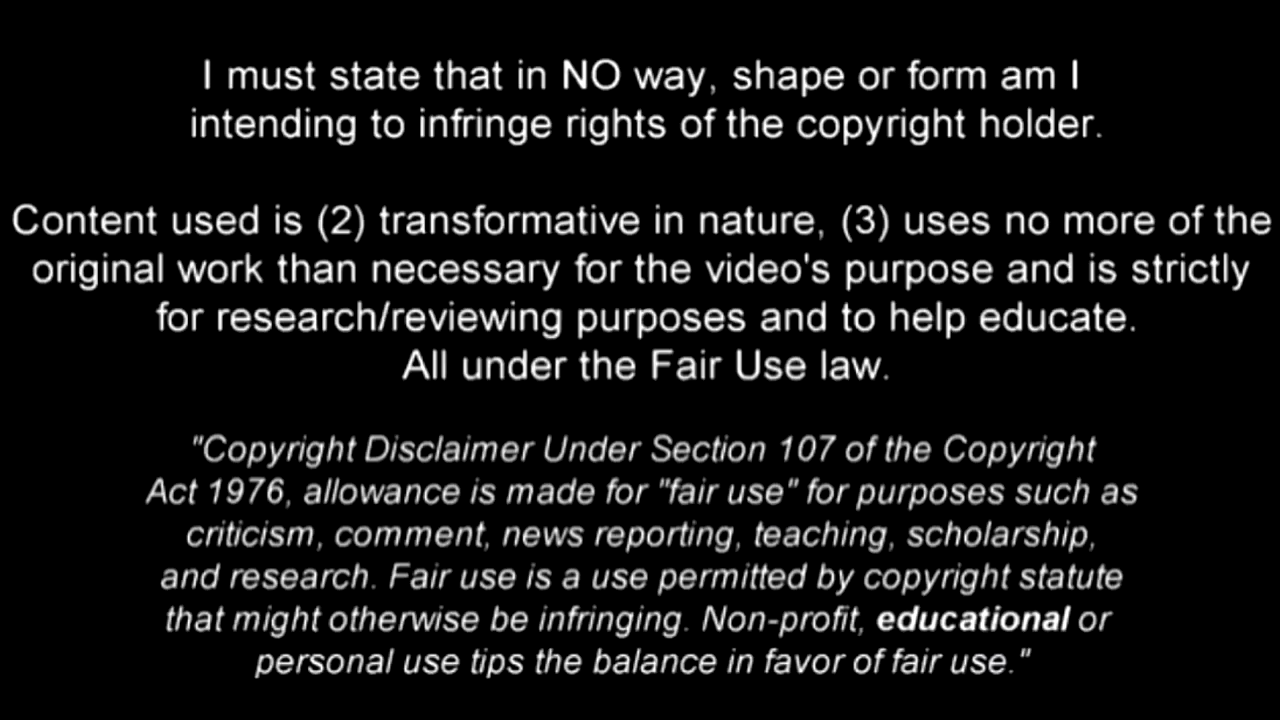 I must state that in NO way, shape or form am I
intending to infringe rights of the copyright holder.
Content used is (2) transformative in nature, (3) uses no more of the
original work than necessary for the video's purpose and is strictly
for research/reviewing purposes and to help educate.
All under the Fair Use law.
"Copyright Disclaimer Under Section 107 of the Copyright
Act 1976, allowance is made for "fair use" for purposes such as
criticism, comment, news reporting, teaching, scholarship,
and research. Fair use is a use permitted by copyright statute
that might otherwise be infringing. Non-profit, educational or
personal use tips the balance in favor of fair use."